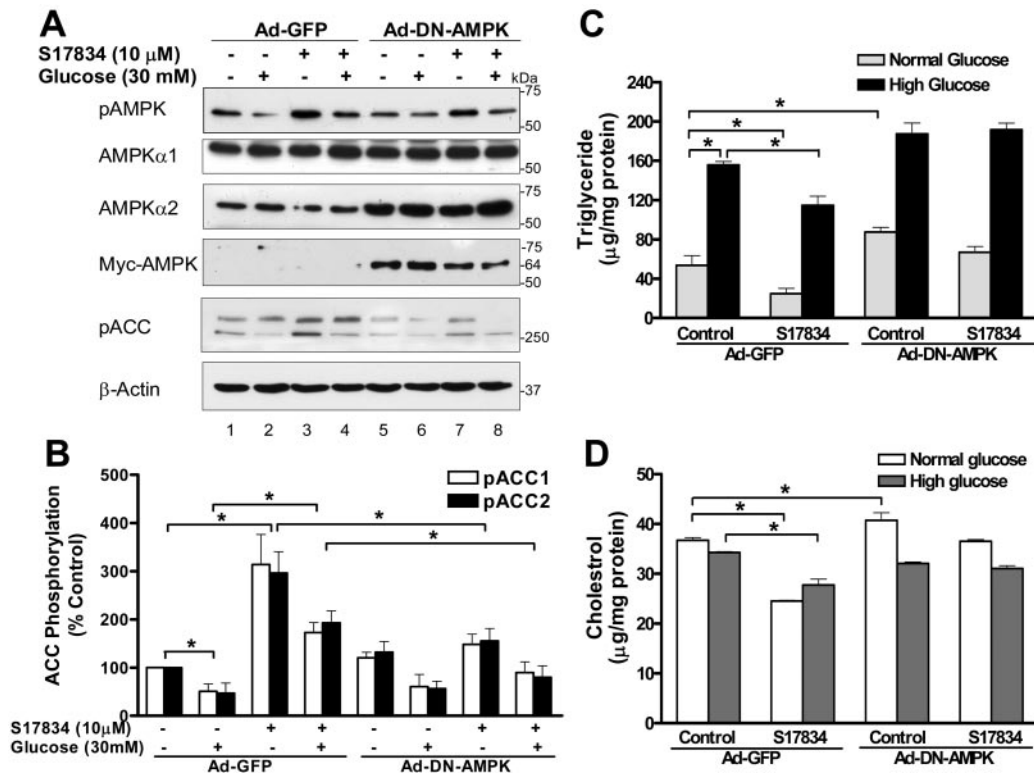 A
Ad-GFP Ad-DN-AMPK
S17834 (10 μM) - - + + - - + +
Glucose (30 mM) - + - + - + - + kDa
pAMPK 75
50
AMPKα1 75
50
AMPKα2 75
50
Myc-AMPK 75
64
50
pACC 250
β-Actin 37
1 2 3 4 5 6 7 8
B
ACC Phosphorylation
(% Control)
500
400
300
200
100
0
pACC1
pACC2
* * * * *
S17834 (10μM) - - + + - - + +
Glucose (30mM) - + - + - + - +
Ad-GFP Ad-DN-AMPK
C
Triglyceride
(μg/mg protein)
240
200
160
120
80
40
0
Normal Glucose
High Glucose
*
*
* *
Control S17834 Control S17834
Ad-GFP Ad-DN-AMPK
D
Cholestrol
(μg/mg protein)
50
40
30
20
10
0
Normal glucose
High glucose
*
*
*
Control S17834 Control S17834
Ad-GFP Ad-DN-AMPK